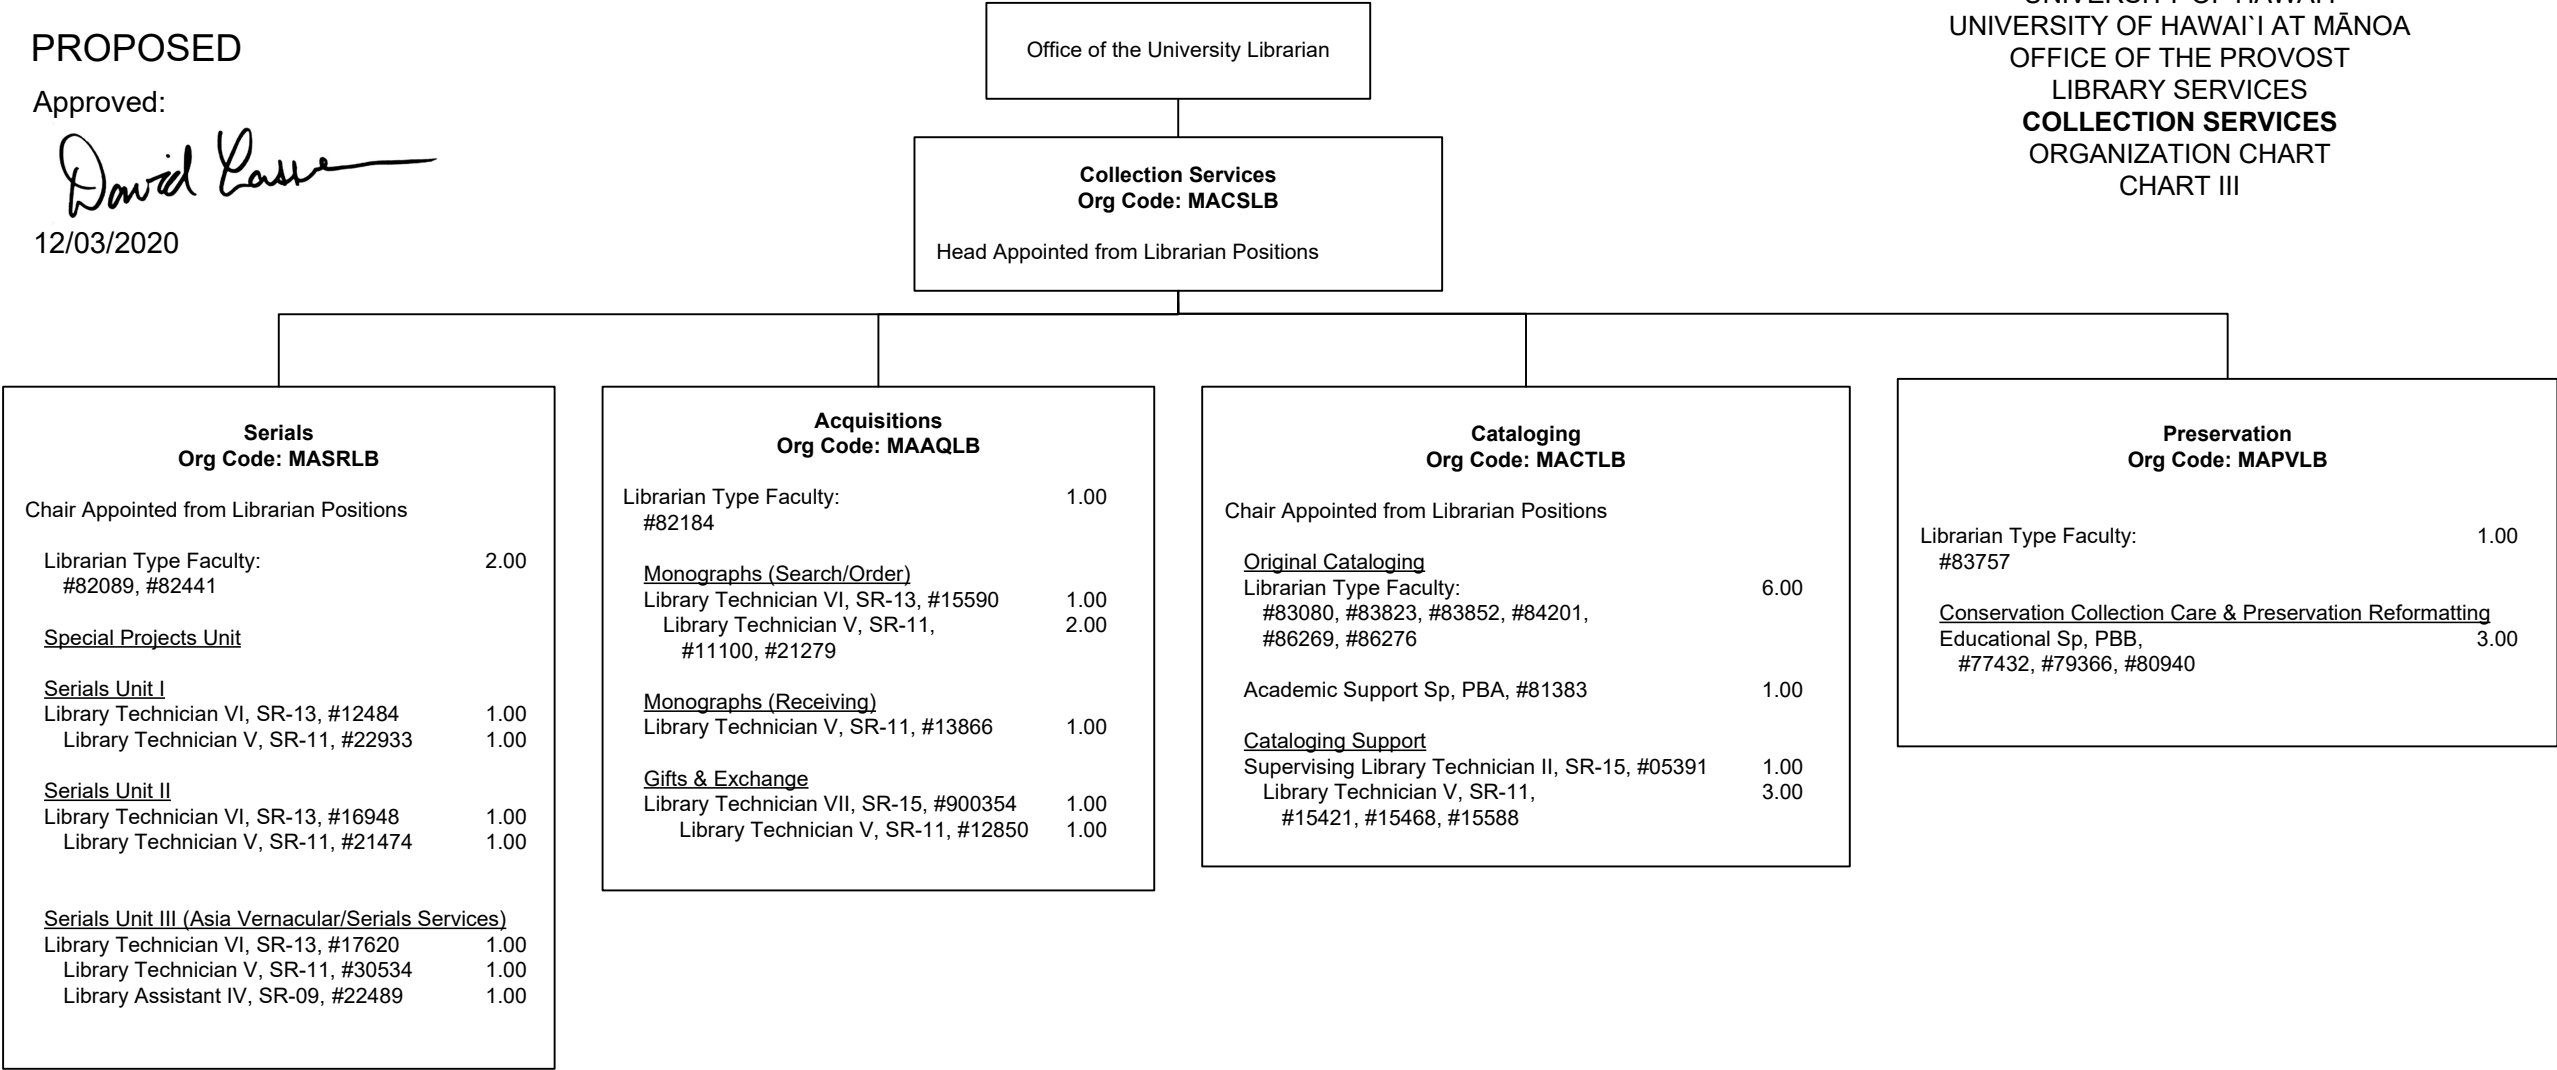 PROPOSED
Approved:
David Lasse
12/03/2020
UNIVERSITY OF HAWAI`I AT MĀNOA
OFFICE OF THE PROVOST
LIBRARY SERVICES
COLLECTION SERVICES
ORGANIZATION CHART
CHART III
Office of the University Librarian
Collection Services
Org Code: MACSLB
Head Appointed from Librarian Positions
Serials
Org Code: MASRLB
Chair Appointed from Librarian Positions
Librarian Type Faculty: 2.00
#82089, #82441
Special Projects Unit
Serials Unit I
Library Technician VI, SR-13, #12484 1.00
Library Technician V, SR-11, #22933 1.00
Serials Unit II
Library Technician VI, SR-13, #16948 1.00
Library Technician V, SR-11, #21474 1.00
Serials Unit III (Asia Vernacular/Serials Services)
Library Technician VI, SR-13, #17620 1.00
Library Technician V, SR-11, #30534 1.00
Library Assistant IV, SR-09, #22489 1.00
Acquisitions
Org Code: MAAQLB
Librarian Type Faculty: 1.00
#82184
Monographs (Search/Order)
Library Technician VI, SR-13, #15590 1.00
Library Technician V, SR-11, 2.00
#11100, #21279
Monographs (Receiving)
Library Technician V, SR-11, #13866 1.00
Gifts & Exchange
Library Technician VII, SR-15, #900354 1.00
Library Technician V, SR-11, #12850 1.00
Cataloging
Org Code: MACTLB
Chair Appointed from Librarian Positions
Original Cataloging
Librarian Type Faculty: 6.00
#83080, #83823, #83852, #84201,
#86269, #86276
Academic Support Sp, PBA, #81383 1.00
Cataloging Support
Supervising Library Technician II, SR-15, #05391 1.00
Library Technician V, SR-11, 3.00
#15421, #15468, #15588
Preservation
Org Code: MAPVLB
Librarian Type Faculty: 1.00
#83757
Conservation Collection Care & Preservation Reformatting
Educational Sp, PBB, 3.00
#77432, #79366, #80940